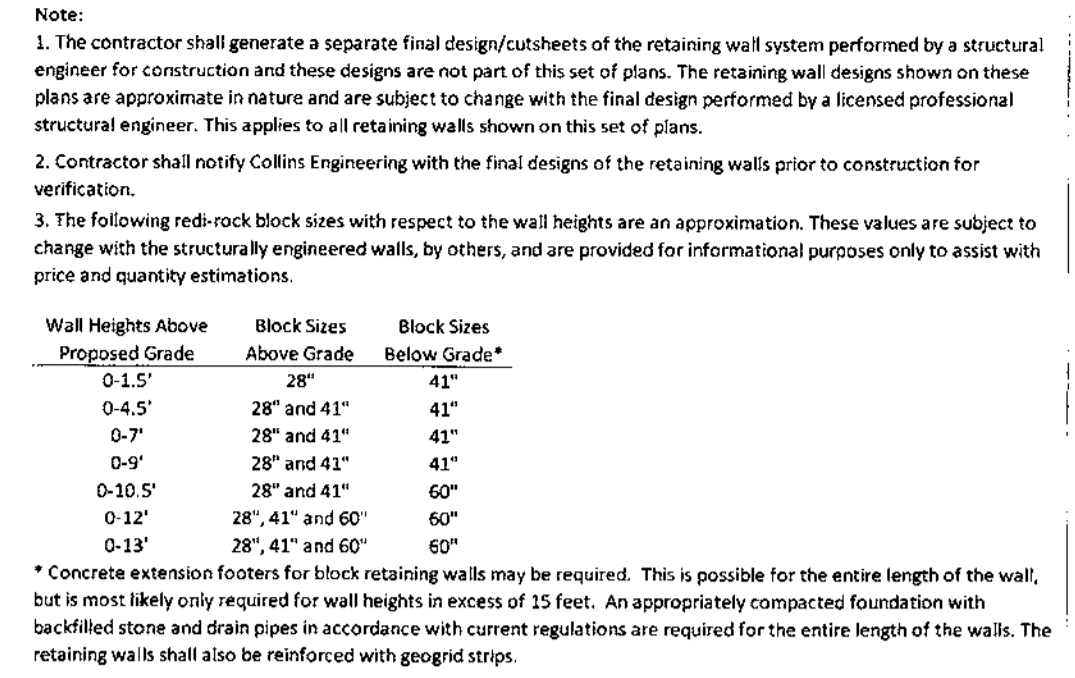 Note:
1. The contractor shall generate a separate final design/cutsheets of the retaining wall system performed by a structural
engineer for construction and these designs are not part of this set of plans. The retaining wall designs shown on these
plans are approximate in nature and are subject to change with the final design performed by a licensed professional
structural engineer. This applies to all retaining walls shown on this set of plans.
2. Contractor shall notify Collins Engineering with the final designs of the retaining walls prior to construction for
verification.
3. The following redi-rock block sizes with respect to the wall heights are an approximation. These values are subject to
change with the structurally engineered walls, by others, and are provided for informational purposes only to assist with
price and quantity estimations.
Wall Heights Above Block Sizes Block Sizes
Proposed Grade Above Grade Below Grade*
0-1.5' 28" 41"
0-4.5' 28" and 41" 41"
0-7' 28" and 41" 41"
0-9' 28" and 41" 41"
0-10.5' 28" and 41" 60"
0-12' 28", 41" and 60" 60"
0-13' 28", 41" and 60" 60"
* Concrete extension footers for block retaining walls may be required. This is possible for the entire length of the wall,
but is most likely only required for wall heights in excess of 15 feet. An appropriately compacted foundation with
backfilled stone and drain pipes in accordance with current regulations are required for the entire length of the walls. The
retaining walls shall also be reinforced with geogrid strips.